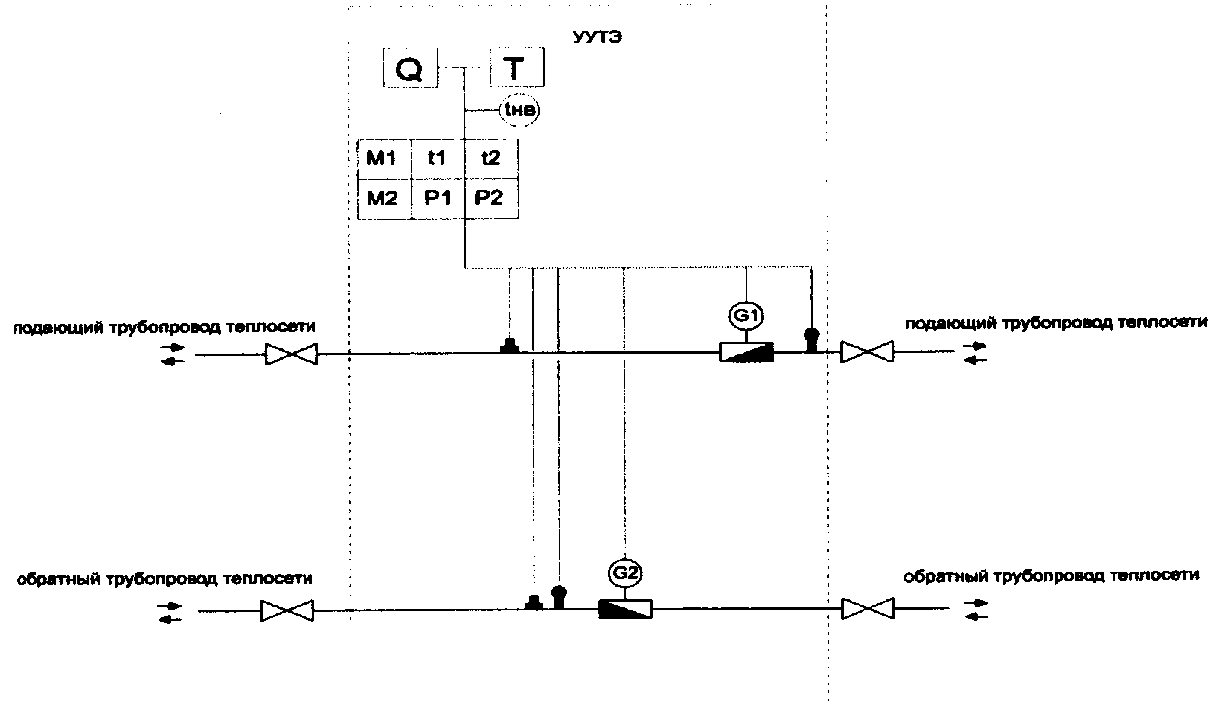 УУТЭ
Q T
tнв
M1 t1 t2
M2 P1 P2
G1
подающий трубопровод теплосети
подающий трубопровод теплосети
G2
обратный трубопровод теплосети
обратный трубопровод теплосети